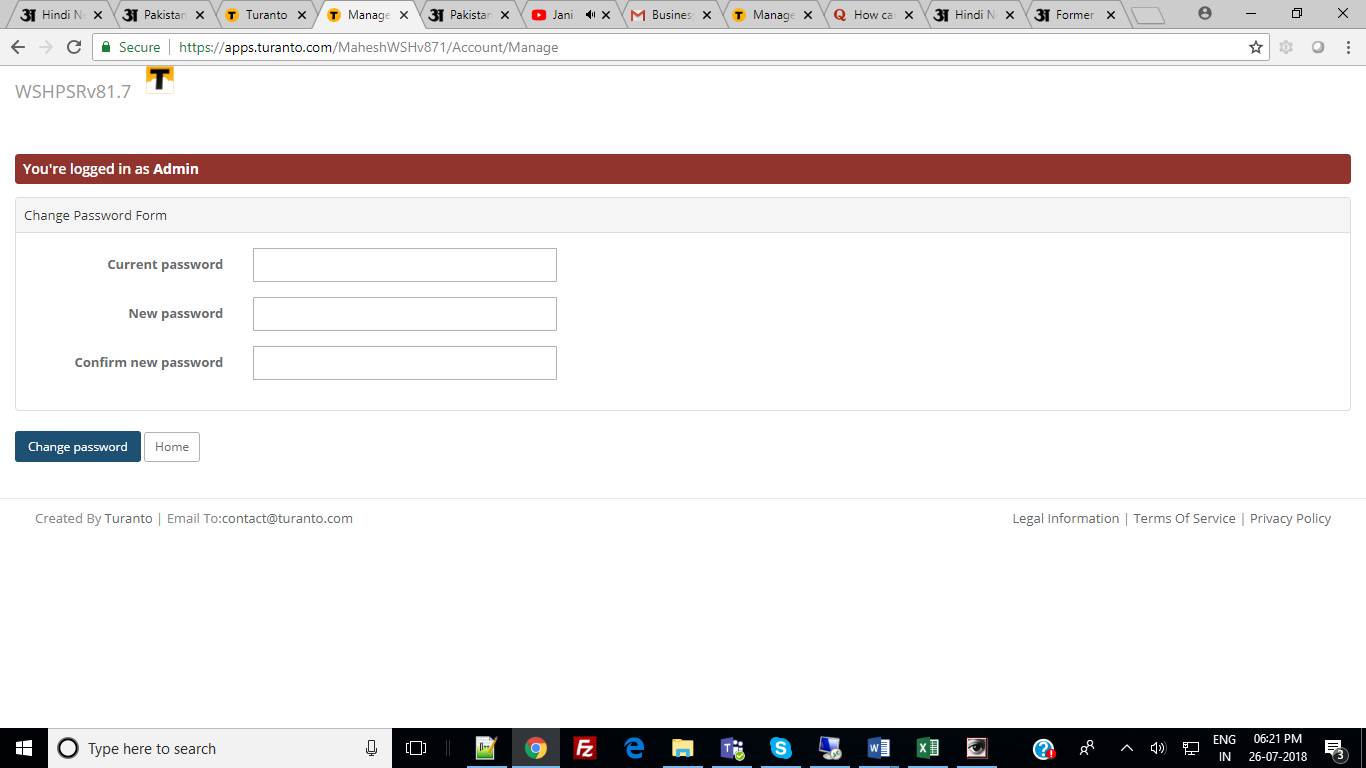 Hindi N
Pakistan
Turanto
Manage
Pakistan
Jani
Busines
Manage
How ca
Hindi N
Former
Secure
https://apps.turanto.com/MaheshWSHv871/Account/Manage
WSHPSRv81.7
T
You're logged in as Admin
Change Password Form
Current password
New password
Confirm new password
Change password
Home
Created By Turanto | Email To:contact@turanto.com
Legal Information | Terms Of Service | Privacy Policy
Type here to search
ENG
IN
06:21 PM
26-07-2018
3